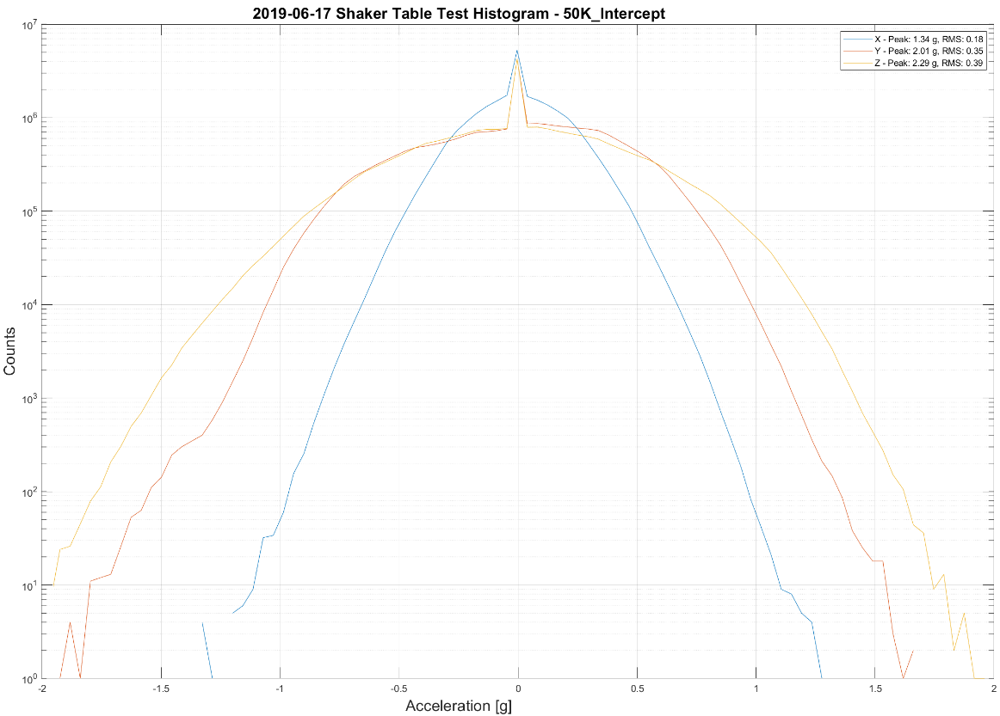 2019-06-17 Shaker Table Test Histogram - 50K_Intercept
X - Peak: 1.34 g, RMS: 0.18
Y - Peak: 2.01 g, RMS: 0.35
Z - Peak: 2.29 g, RMS: 0.39
10^7
10^6
10^5
10^4
10^3
10^2
10^1
10^0
Counts
-2 -1.5 -1 -0.5 0 0.5 1 1.5 2
Acceleration [g]